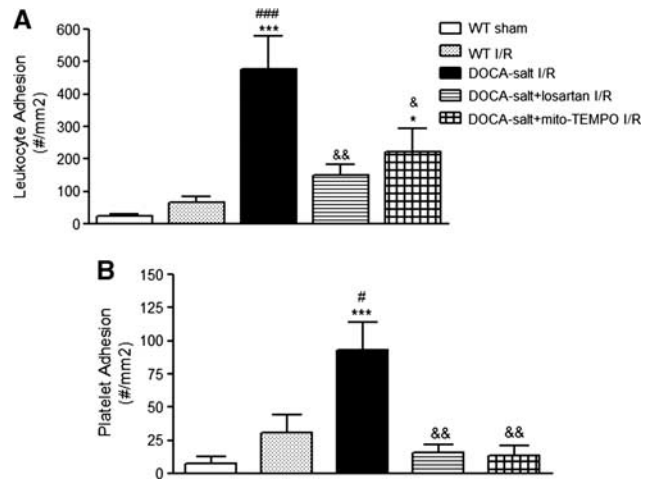 A
Leukocyte Adhesion
(#/mm2)
600
500
400
300
200
100
0
###
***
&&
&
*
WT sham
WT I/R
DOCA-salt I/R
DOCA-salt+losartan I/R
DOCA-salt+mito-TEMPO I/R
B
Platelet Adhesion
(#/mm2)
150
125
100
75
50
25
0
#
***
&&
&&